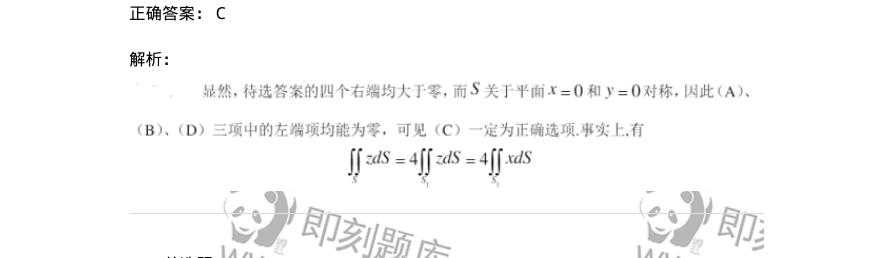 正确答案： C
解析：
显然，待选答案的四个右端均大于零，而 S 关于平面 x = 0 和 y = 0 对称，因此（A）、
（B）、（D）三项中的左端项均能为零，可见（C）一定为正确选项.事实上,有
∬_S zdS = 4∬_{S₁} zdS = 4∬_{S₁} xdS
即刻题库
即刻